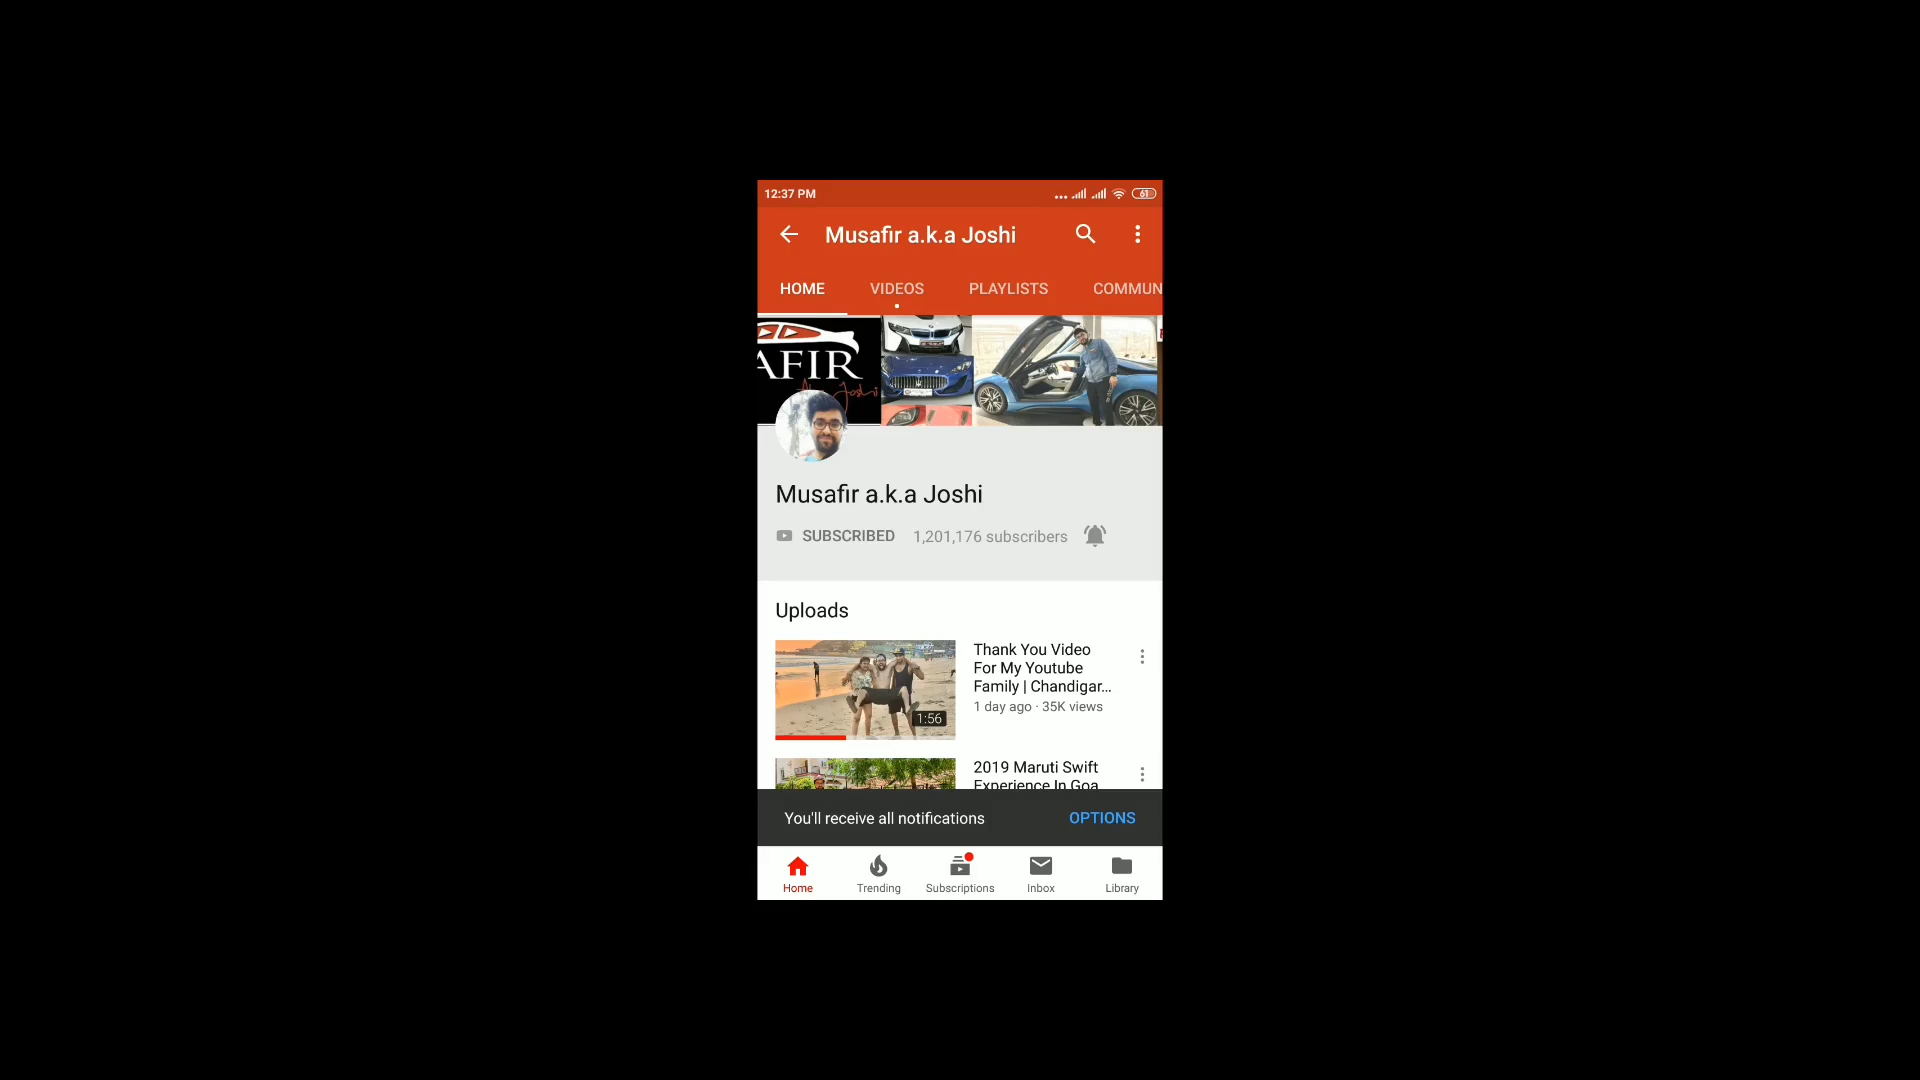 12:37 PM
61
Musafir a.k.a Joshi
HOME VIDEOS PLAYLISTS COMMUN
AFIR
Musafir a.k.a Joshi
SUBSCRIBED 1,201,176 subscribers
Uploads
Thank You Video
For My Youtube
Family | Chandigar...
1 day ago · 35K views
1:56
2019 Maruti Swift
Experience In Goa
You'll receive all notifications OPTIONS
Home Trending Subscriptions Inbox Library